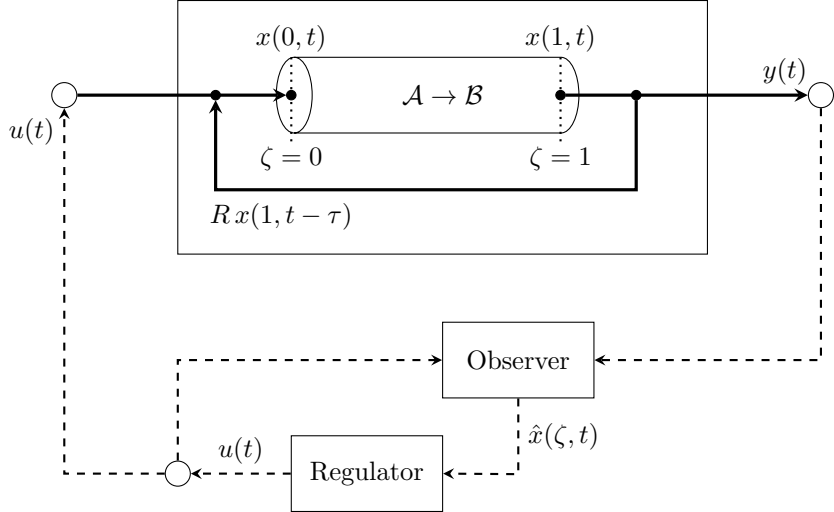 x(0, t) x(1, t)
y(t)
𝒜 → ℬ
u(t)
ζ = 0 ζ = 1
R x(1, t − τ)
Observer
x̂(ζ, t)
u(t)
Regulator